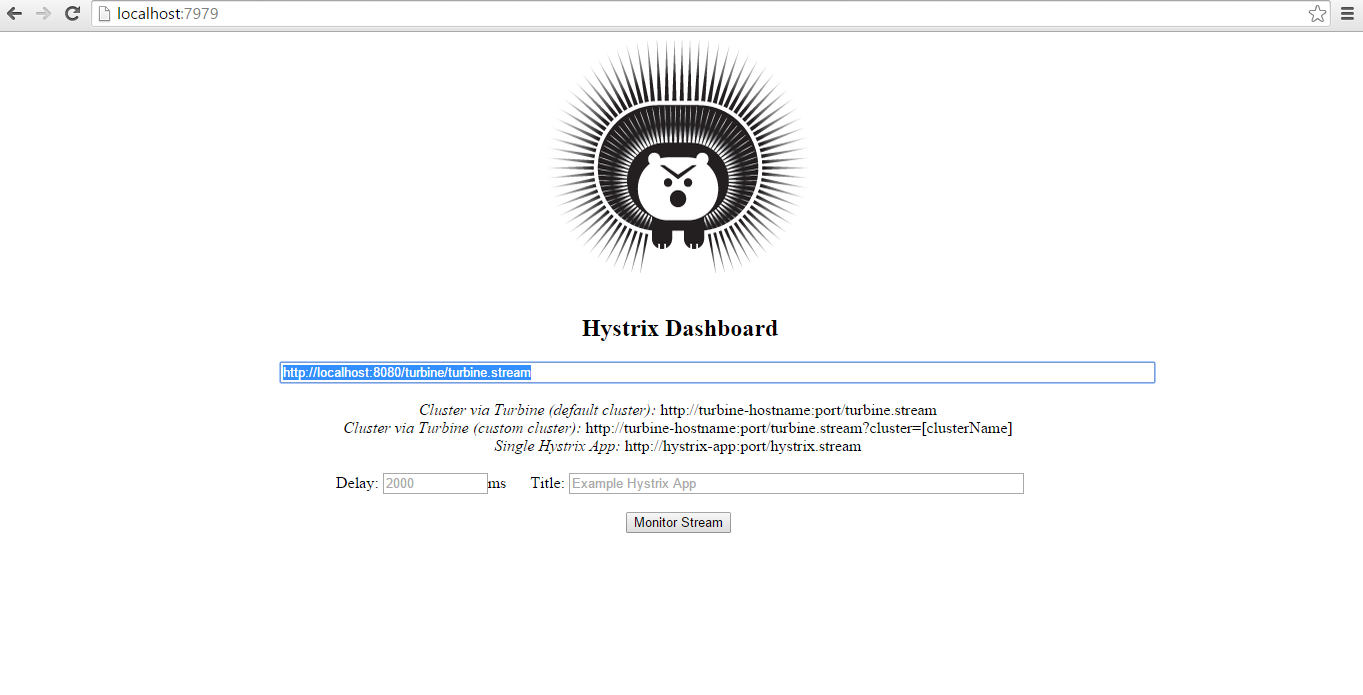 localhost:7979
Hystrix Dashboard
http://localhost:8080/turbine/turbine.stream
Cluster via Turbine (default cluster): http://turbine-hostname:port/turbine.stream
Cluster via Turbine (custom cluster): http://turbine-hostname:port/turbine.stream?cluster=[clusterName]
Single Hystrix App: http://hystrix-app:port/hystrix.stream
Delay: 2000 ms Title: Example Hystrix App
Monitor Stream